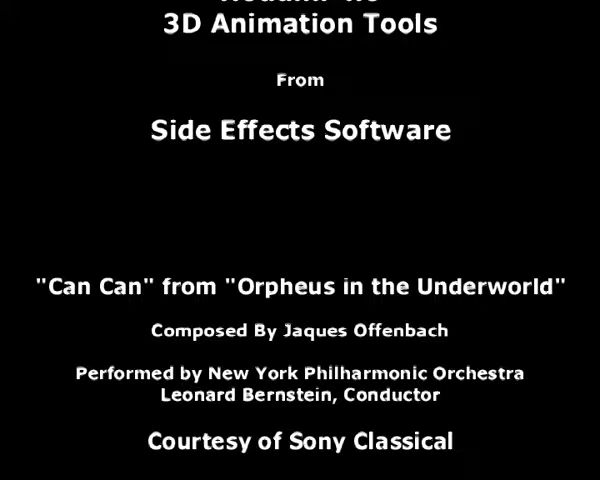 3D Animation Tools
From
Side Effects Software
"Can Can" from "Orpheus in the Underworld"
Composed By Jaques Offenbach
Performed by New York Philharmonic Orchestra
Leonard Bernstein, Conductor
Courtesy of Sony Classical